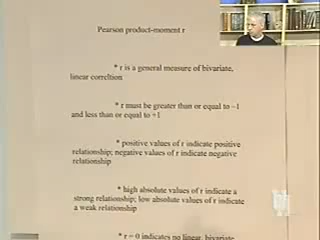 Pearson product-moment r
* r is a general measure of bivariate,
linear correltion
* r must be greater than or equal to –1
and less than or equal to +1
* positive values of r indicate positive
relationship; negative values of r indicate negative
relationship
* high absolute values of r indicate a
strong relationship; low absolute values of r indicate
a weak relationship
* r = 0 indicates no linear, bivariate